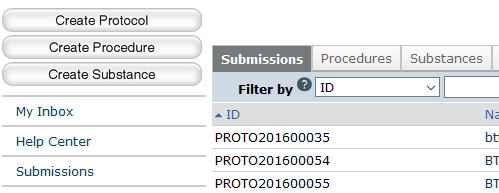 Create Protocol
Create Procedure
Create Substance
My Inbox
Help Center
Submissions
Submissions Procedures Substances
Filter by ? ID
ID Na
PROTO201600035 bt
PROTO201600054 BT
PROTO201600055 BT